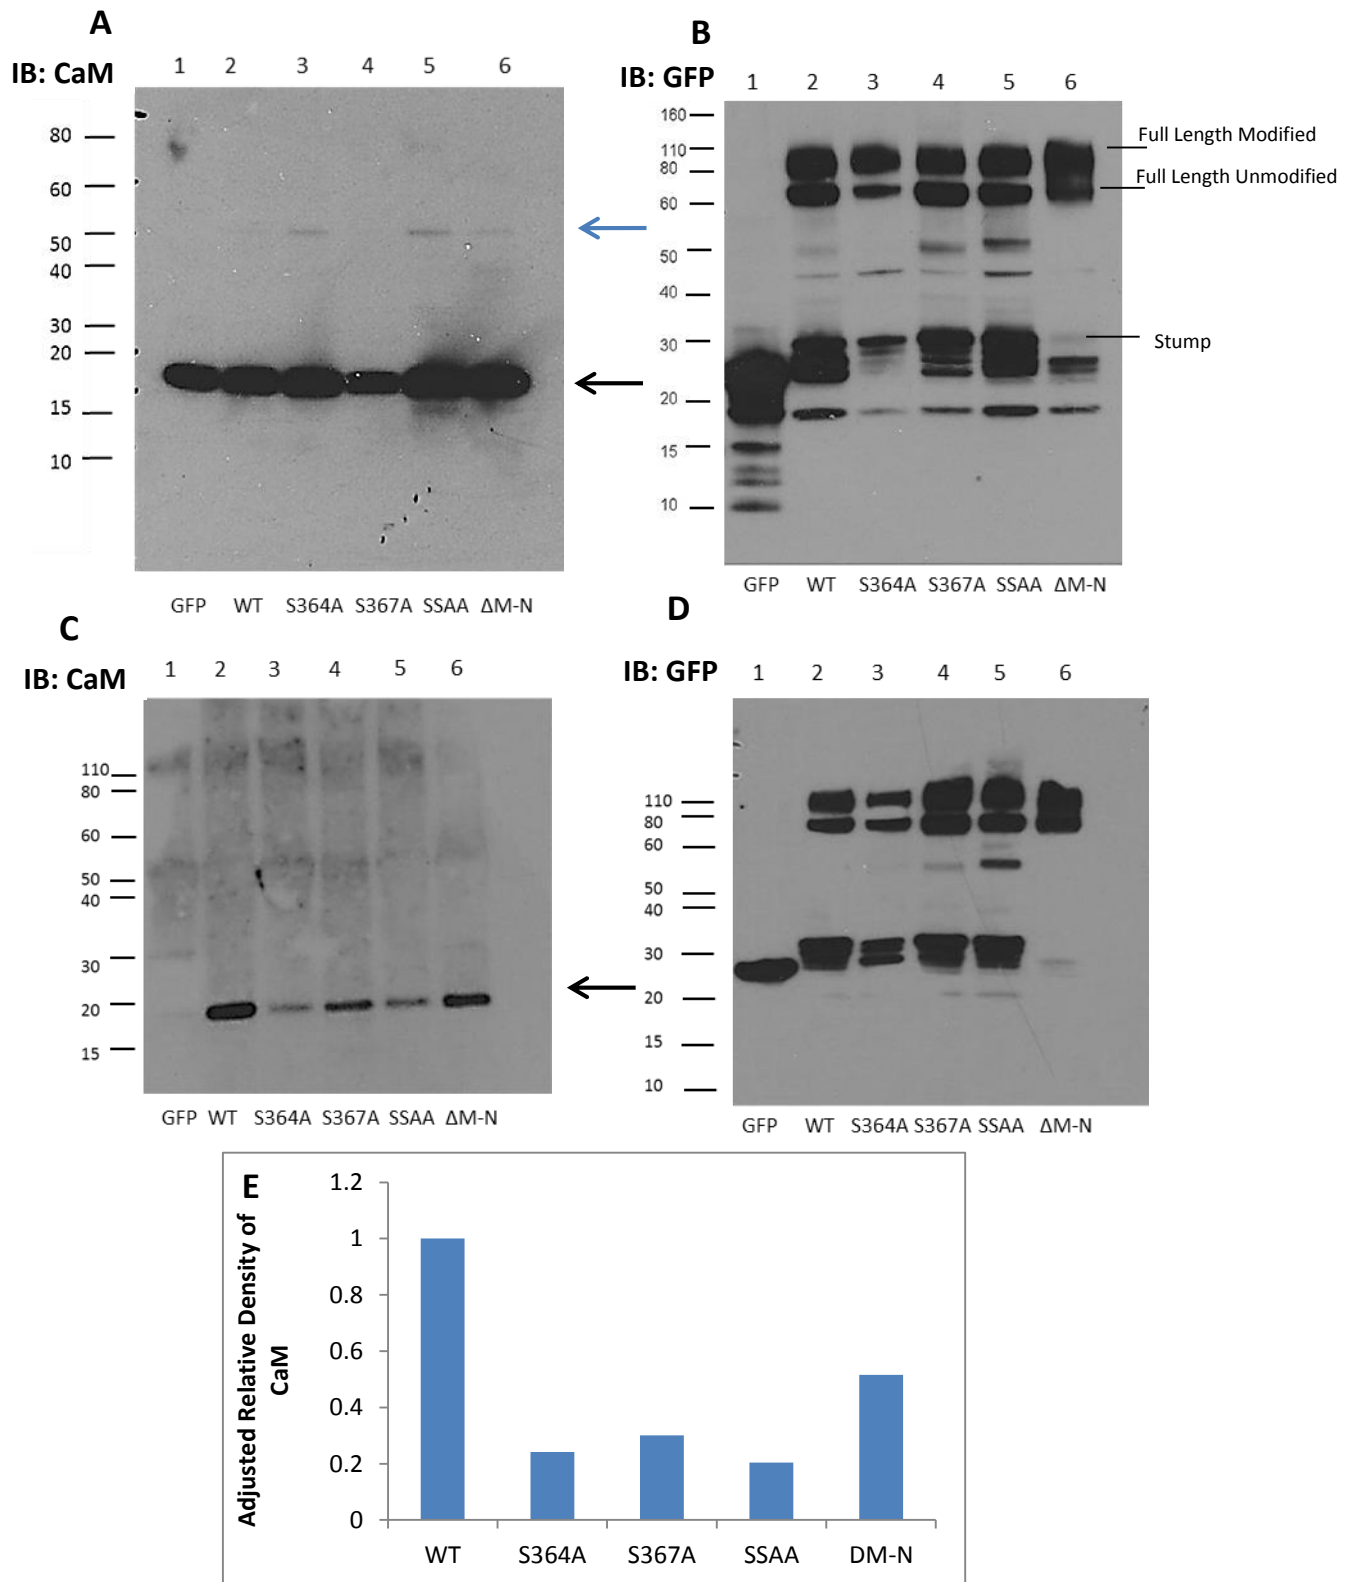 A
IB: CaM
1 2 3 4 5 6
80
60
50
40
30
20
15
10
GFP WT S364A S367A SSAA ΔM-N
B
IB: GFP
1 2 3 4 5 6
160
110
80
60
50
40
30
20
15
10
Full Length Modified
Full Length Unmodified
Stump
GFP WT S364A S367A SSAA ΔM-N
C
IB: CaM
1 2 3 4 5 6
110
80
60
50
40
30
20
15
GFP WT S364A S367A SSAA ΔM-N
D
IB: GFP
1 2 3 4 5 6
110
80
60
50
40
30
20
15
10
GFP WT S364A S367A SSAA ΔM-N
E
Adjusted Relative Density of
CaM
1.2
1
0.8
0.6
0.4
0.2
0
WT S364A S367A SSAA DM-N